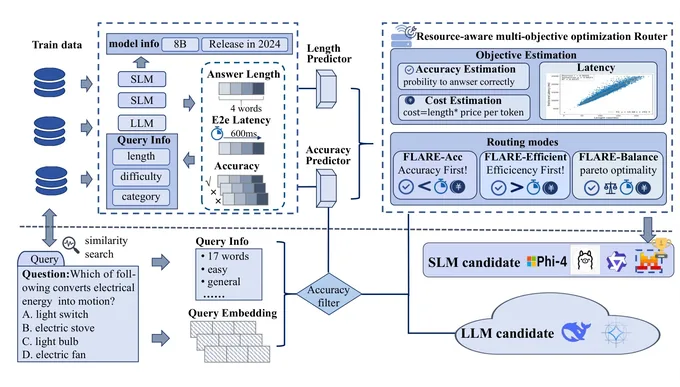 Train data
model info
8B
Release in 2024
SLM
SLM
LLM
Query Info
length
difficulty
category
Answer Length
4 words
E2e Latency
600ms
Accuracy
√
×
×
Length
Predictor
Accuracy
Predictor
Resource-aware multi-objective optimization Router
Objective Estimation
Accuracy Estimation
probility to anwser correctly
Cost Estimation
cost=length* price per token
Latency
Routing modes
FLARE-Acc
Accuracy First!
<
FLARE-Efficient
Efficicency First!
>
FLARE-Balance
pareto optimality
similarity
search
Query
Question:Which of fol-
lowing converts electrical
energy into motion?
A. light switch
B. electric stove
C. light bulb
D. electric fan
Query Info
• 17 words
• easy
• general
......
Query Embedding
Accuracy
filter
SLM candidate
Phi-4
LLM candidate